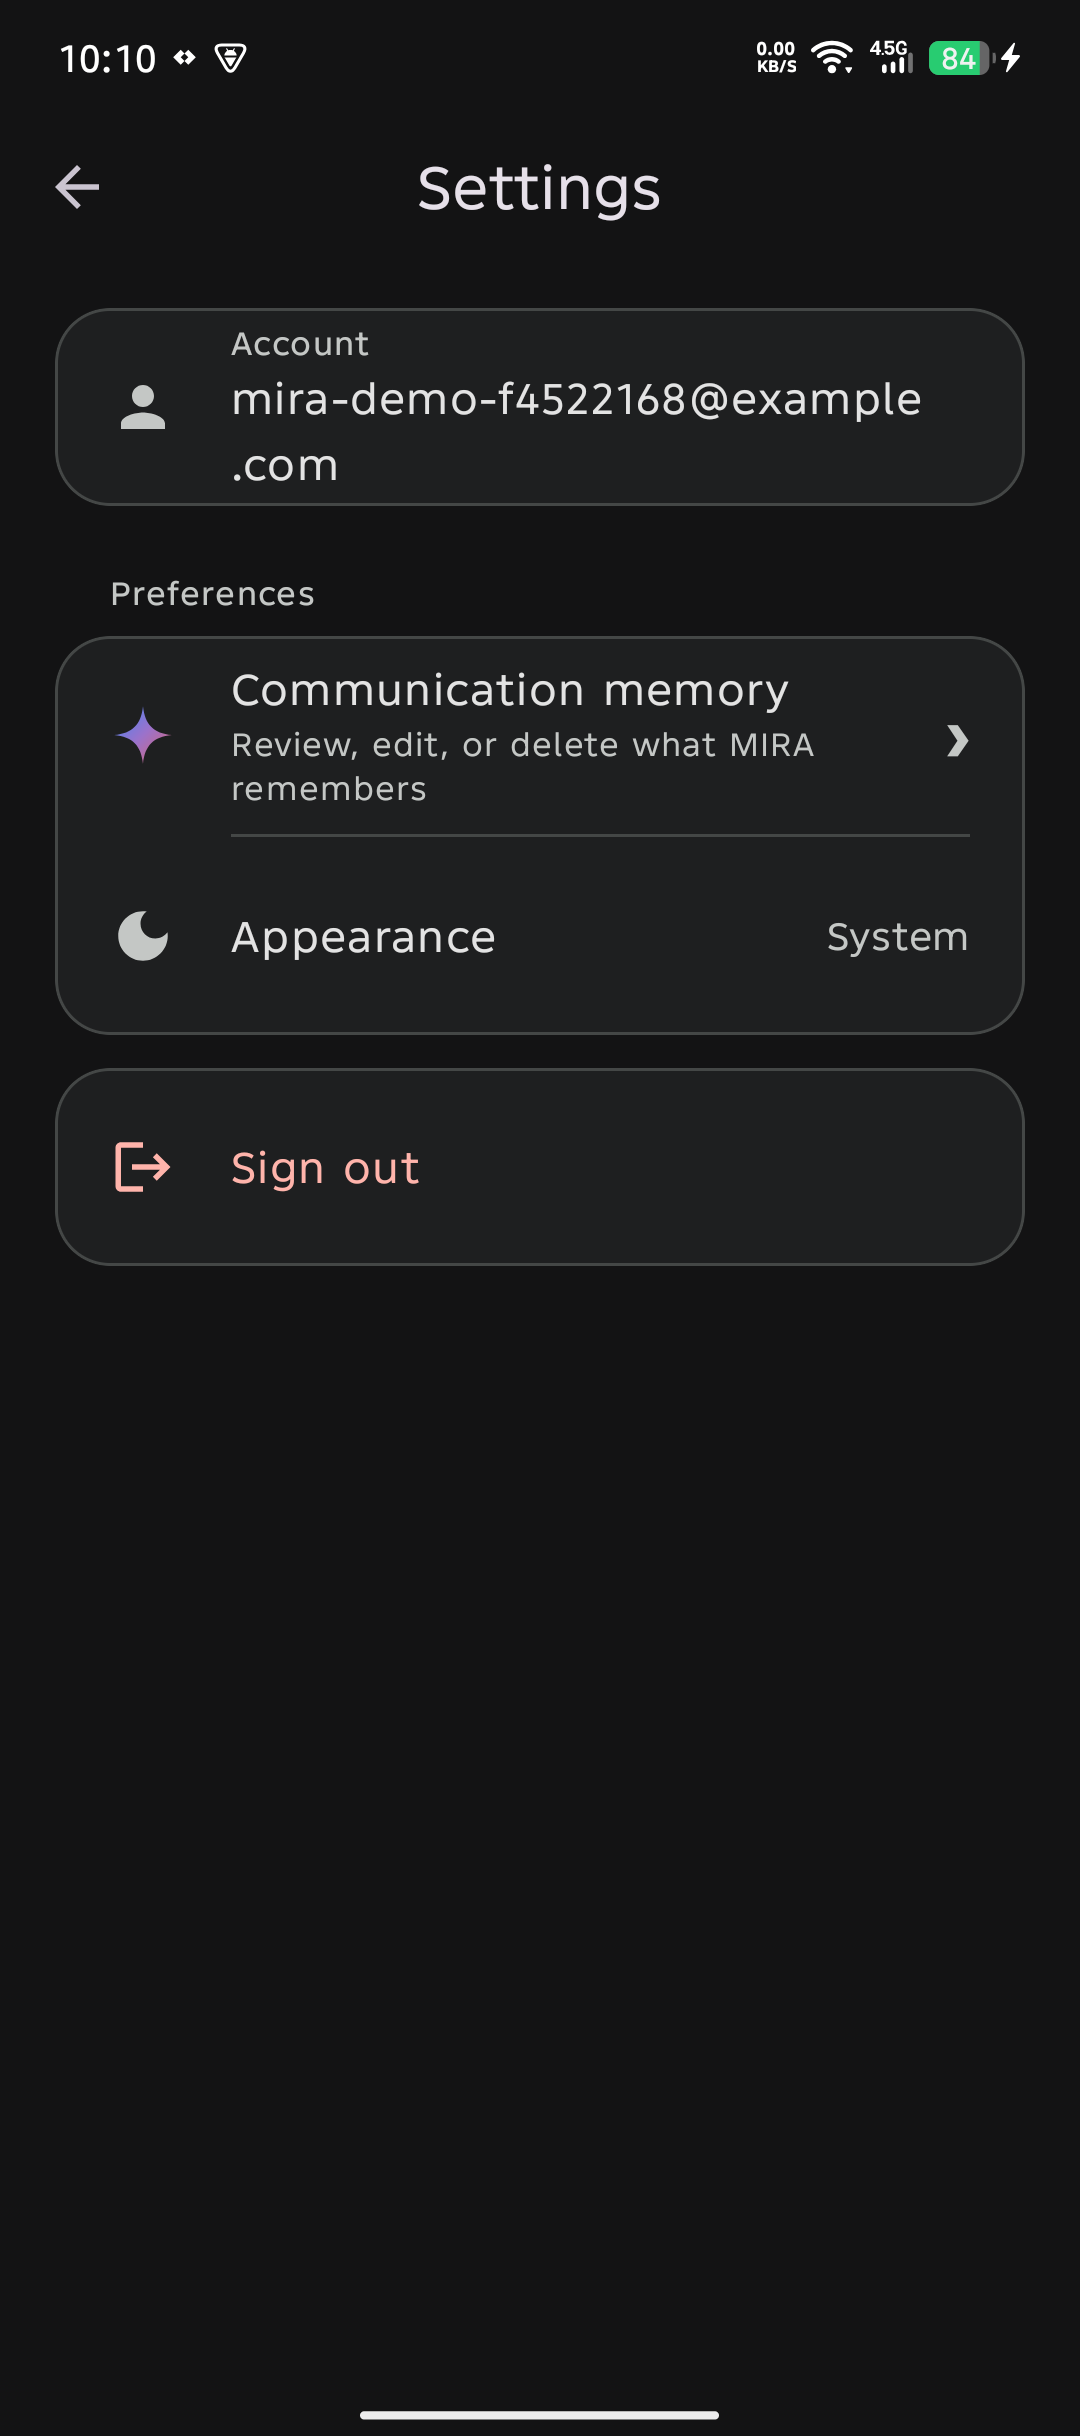 10:10
0.00
KB/S
4.5G
84
Settings
Account
mira-demo-f4522168@example
.com
Preferences
Communication memory
Review, edit, or delete what MIRA
remembers
Appearance
System
Sign out